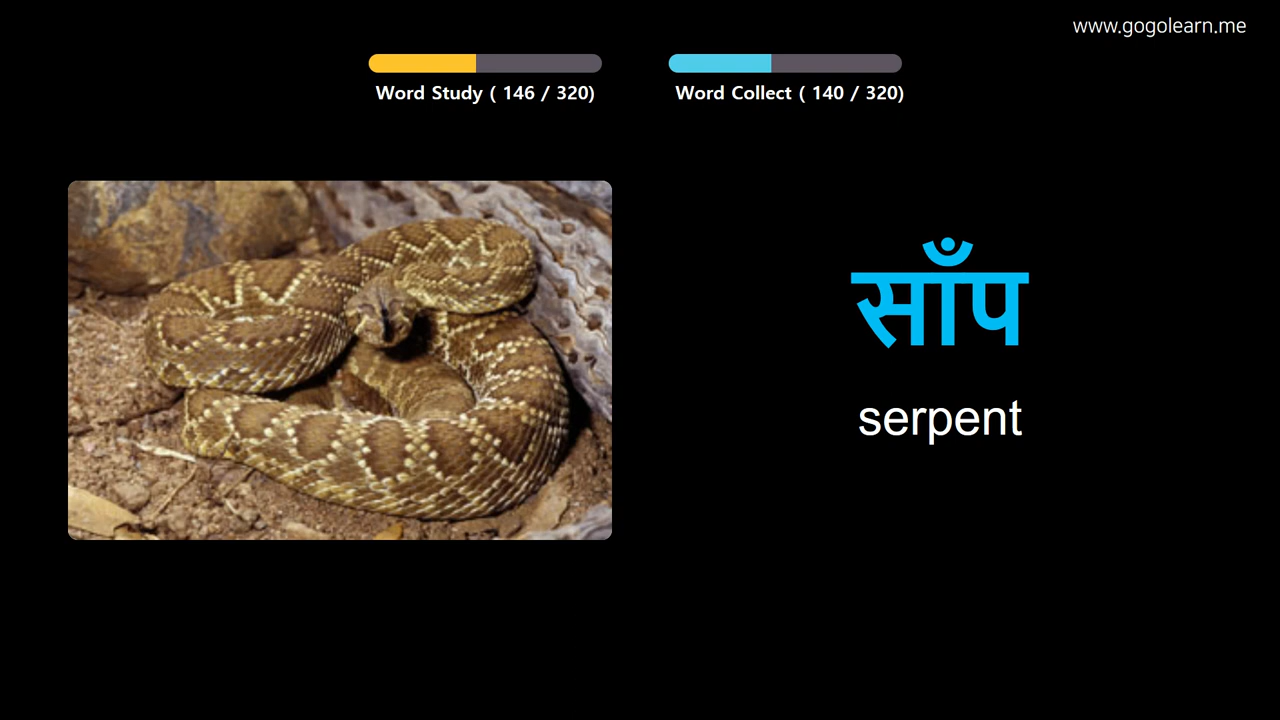 www.gogolearn.me
Word Study ( 146 / 320)
Word Collect ( 140 / 320)
साँप
serpent